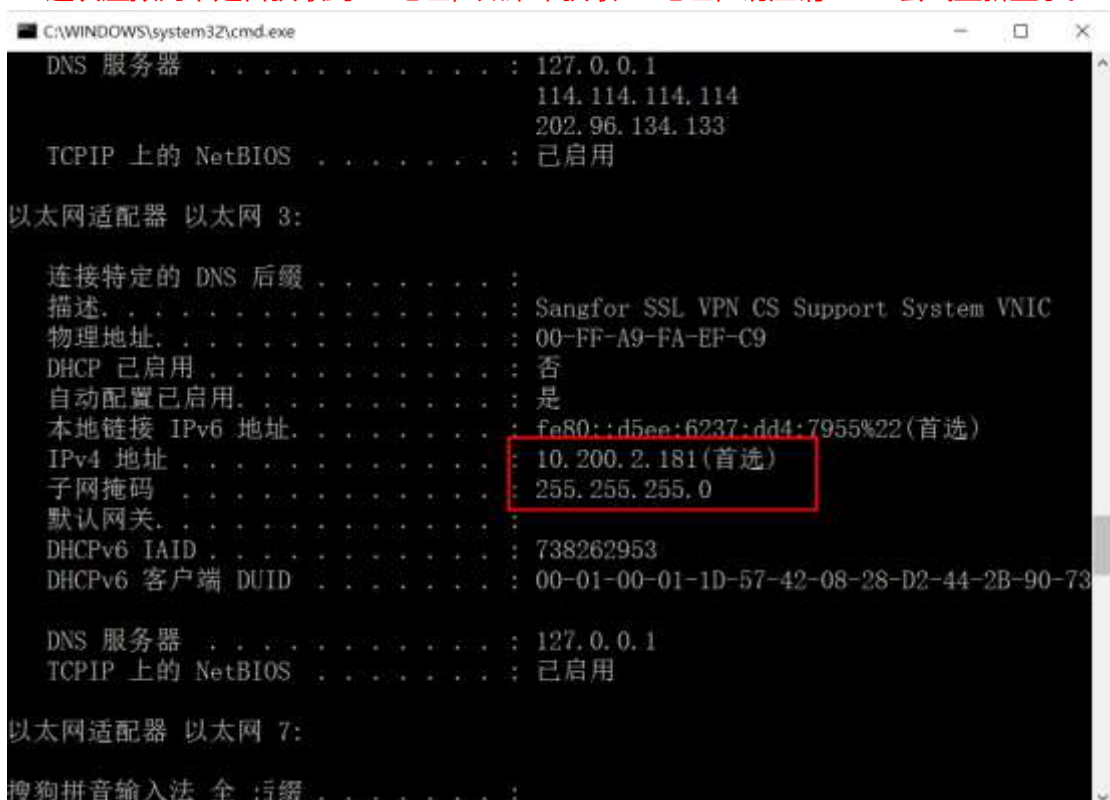 C:\WINDOWS\system32\cmd.exe
DNS 服务器 . . . . . . . . . . . : 127.0.0.1
114.114.114.114
202.96.134.133
TCPIP 上的 NetBIOS . . . . . . . : 已启用
以太网适配器 以太网 3:
连接特定的 DNS 后缀 . . . . . . . :
描述. . . . . . . . . . . . . . . : Sangfor SSL VPN CS Support System VNIC
物理地址. . . . . . . . . . . . . : 00-FF-A9-FA-EF-C9
DHCP 已启用 . . . . . . . . . . . : 否
自动配置已启用. . . . . . . . . . : 是
本地链接 IPv6 地址. . . . . . . . : fe80::d5ee:6237:dd4:7955%22(首选)
IPv4 地址 . . . . . . . . . . . . : 10.200.2.181(首选)
子网掩码 . . . . . . . . . . . . : 255.255.255.0
默认网关. . . . . . . . . . . . . :
DHCPv6 IAID . . . . . . . . . . . : 738262953
DHCPv6 客户端 DUID . . . . . . . : 00-01-00-01-1D-57-42-08-28-D2-44-2B-90-73
DNS 服务器 . . . . . . . . . . . : 127.0.0.1
TCPIP 上的 NetBIOS . . . . . . . : 已启用
以太网适配器 以太网 7:
搜狗拼音输入法 全 : 缀 . . . . . . . :